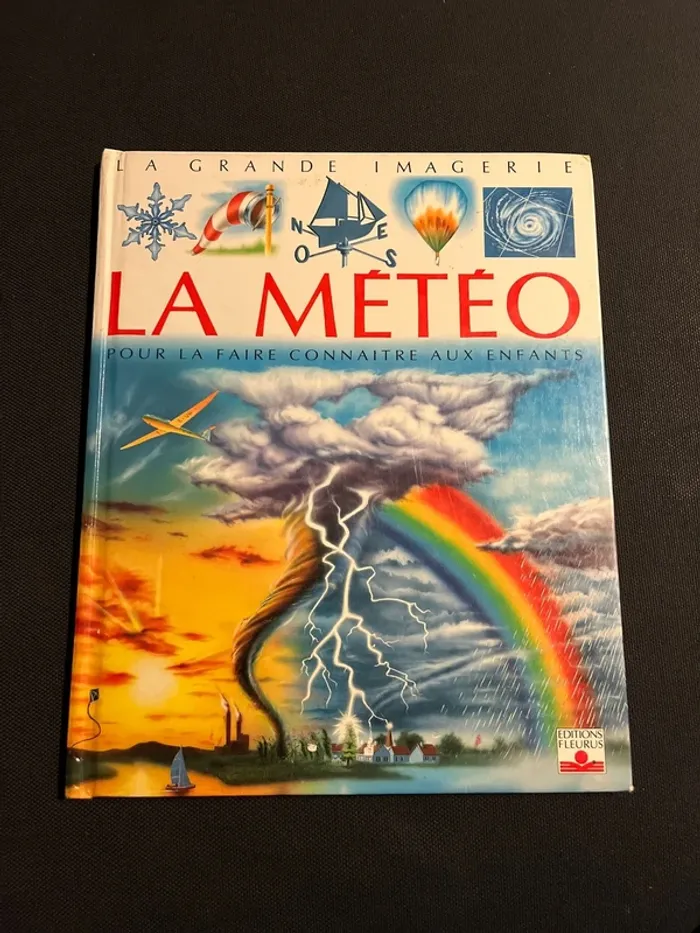 LA GRANDE IMAGERIE
N E
O S
LA MÉTÉO
POUR LA FAIRE CONNAITRE AUX ENFANTS
EDITIONS
FLEURUS